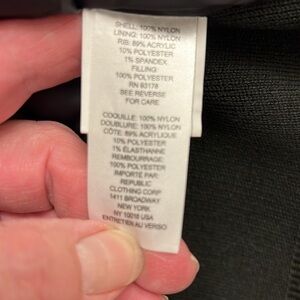 SHELL: 100% NYLON
LINING: 100% NYLON
RIB: 89% ACRYLIC
10% POLYESTER
1% SPANDEX
FILLING:
100% POLYESTER
RN 93178
SEE REVERSE
FOR CARE
COQUILLE: 100% NYLON
DOUBLURE: 100% NYLON
CÔTE: 89% ACRYLIQUE
10% POLYESTER
1% ÉLASTHANNE
REMBOURRAGE:
100% POLYESTER
IMPORTÉ PAR:
REPUBLIC
CLOTHING CORP
1411 BROADWAY
NEW YORK
NY 10018 USA
ENTRETIEN AU VERSO